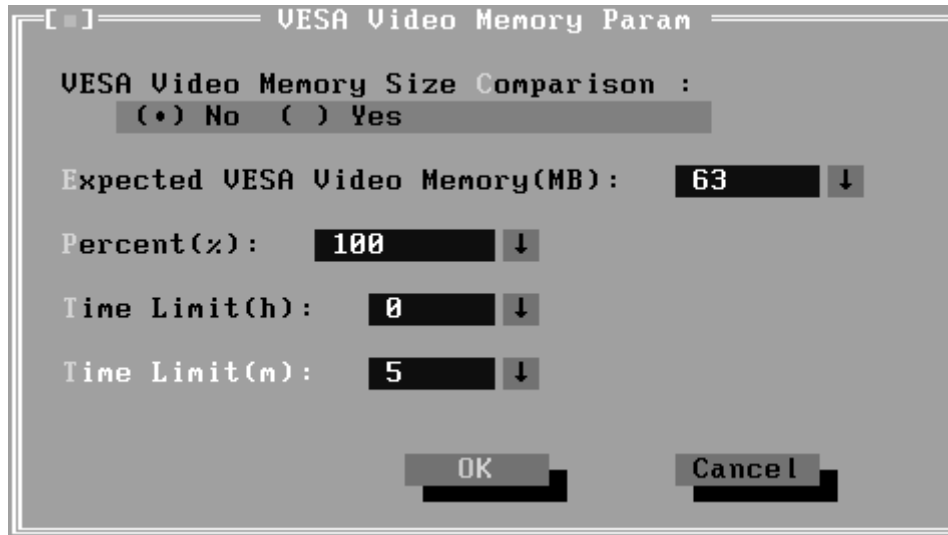 [■] VESA Video Memory Param
VESA Video Memory Size Comparison :
(•) No ( ) Yes
Expected VESA Video Memory(MB): 63 ↓
Percent(%): 100 ↓
Time Limit(h): 0 ↓
Time Limit(m): 5 ↓
OK Cancel